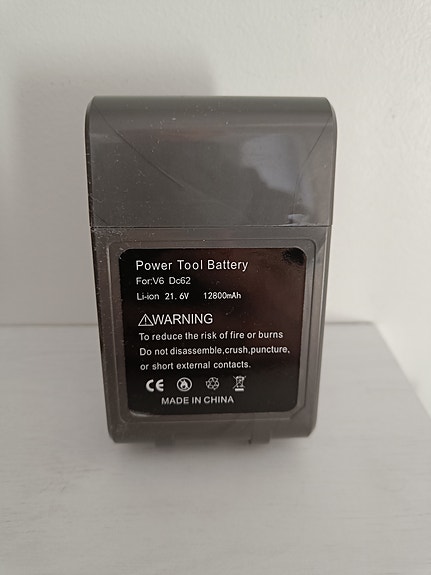 Power Tool Battery
For:V6 Dc62
Li-ion 21.6V 12800mAh
⚠WARNING
To reduce the risk of fire or burns
Do not disassemble,crush,puncture,
or short external contacts.
CE
MADE IN CHINA